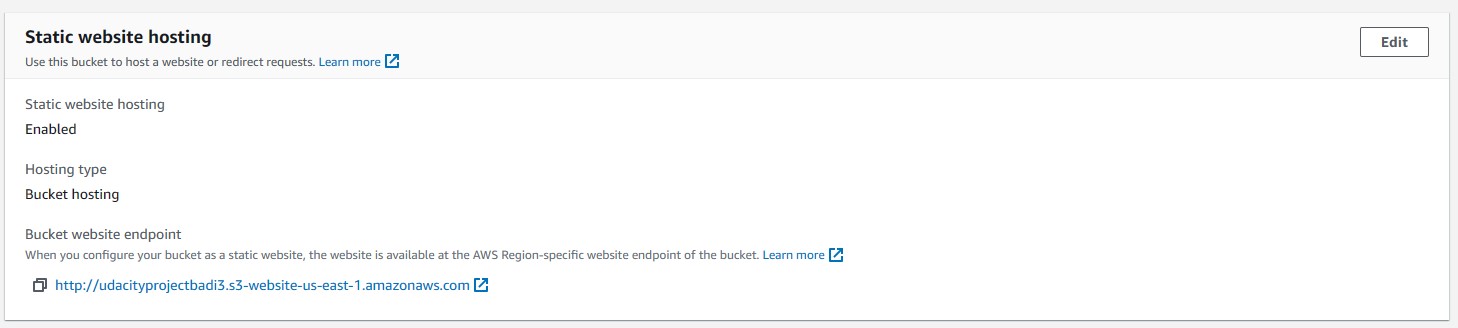 Static website hosting
Edit
Use this bucket to host a website or redirect requests. Learn more
Static website hosting
Enabled
Hosting type
Bucket hosting
Bucket website endpoint
When you configure your bucket as a static website, the website is available at the AWS Region-specific website endpoint of the bucket. Learn more
http://udacityprojectbadi3.s3-website-us-east-1.amazonaws.com